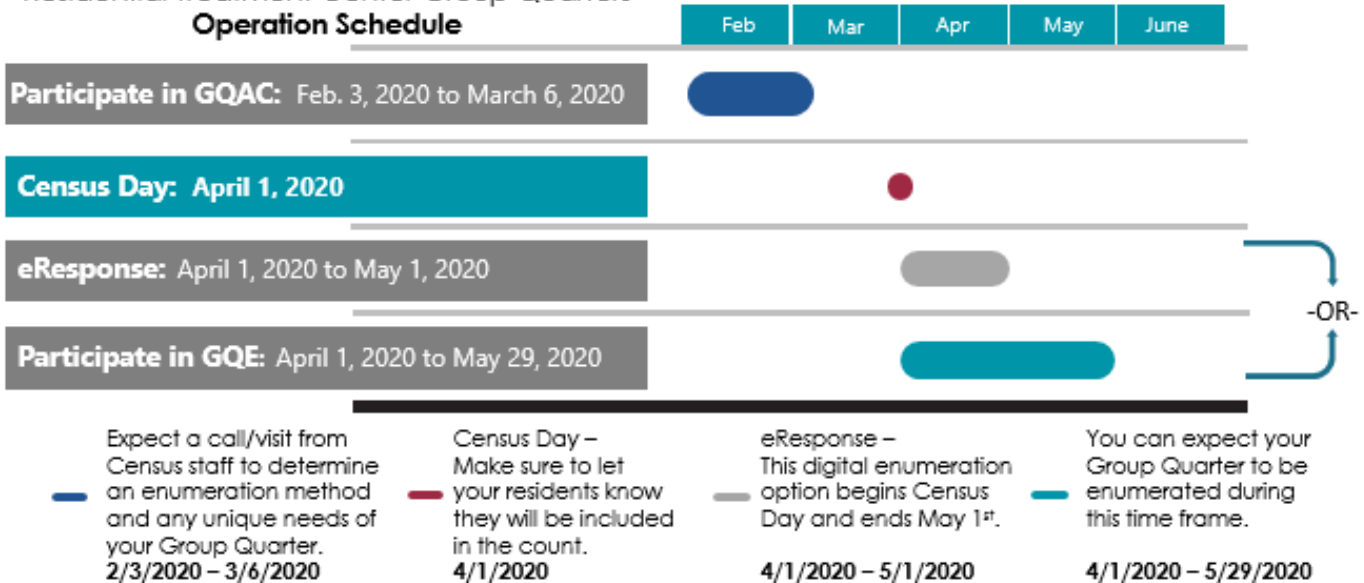 Residential Treatment Center Group Quarters
Operation Schedule
Feb Mar Apr May June
Participate in GQAC: Feb. 3, 2020 to March 6, 2020
Census Day: April 1, 2020
eResponse: April 1, 2020 to May 1, 2020
-OR-
Participate in GQE: April 1, 2020 to May 29, 2020
Expect a call/visit from
Census staff to determine
an enumeration method
and any unique needs of
your Group Quarter.
2/3/2020 – 3/6/2020
Census Day –
Make sure to let
your residents know
they will be included
in the count.
4/1/2020
eResponse –
This digital enumeration
option begins Census
Day and ends May 1st.
4/1/2020 – 5/1/2020
You can expect your
Group Quarter to be
enumerated during
this time frame.
4/1/2020 – 5/29/2020